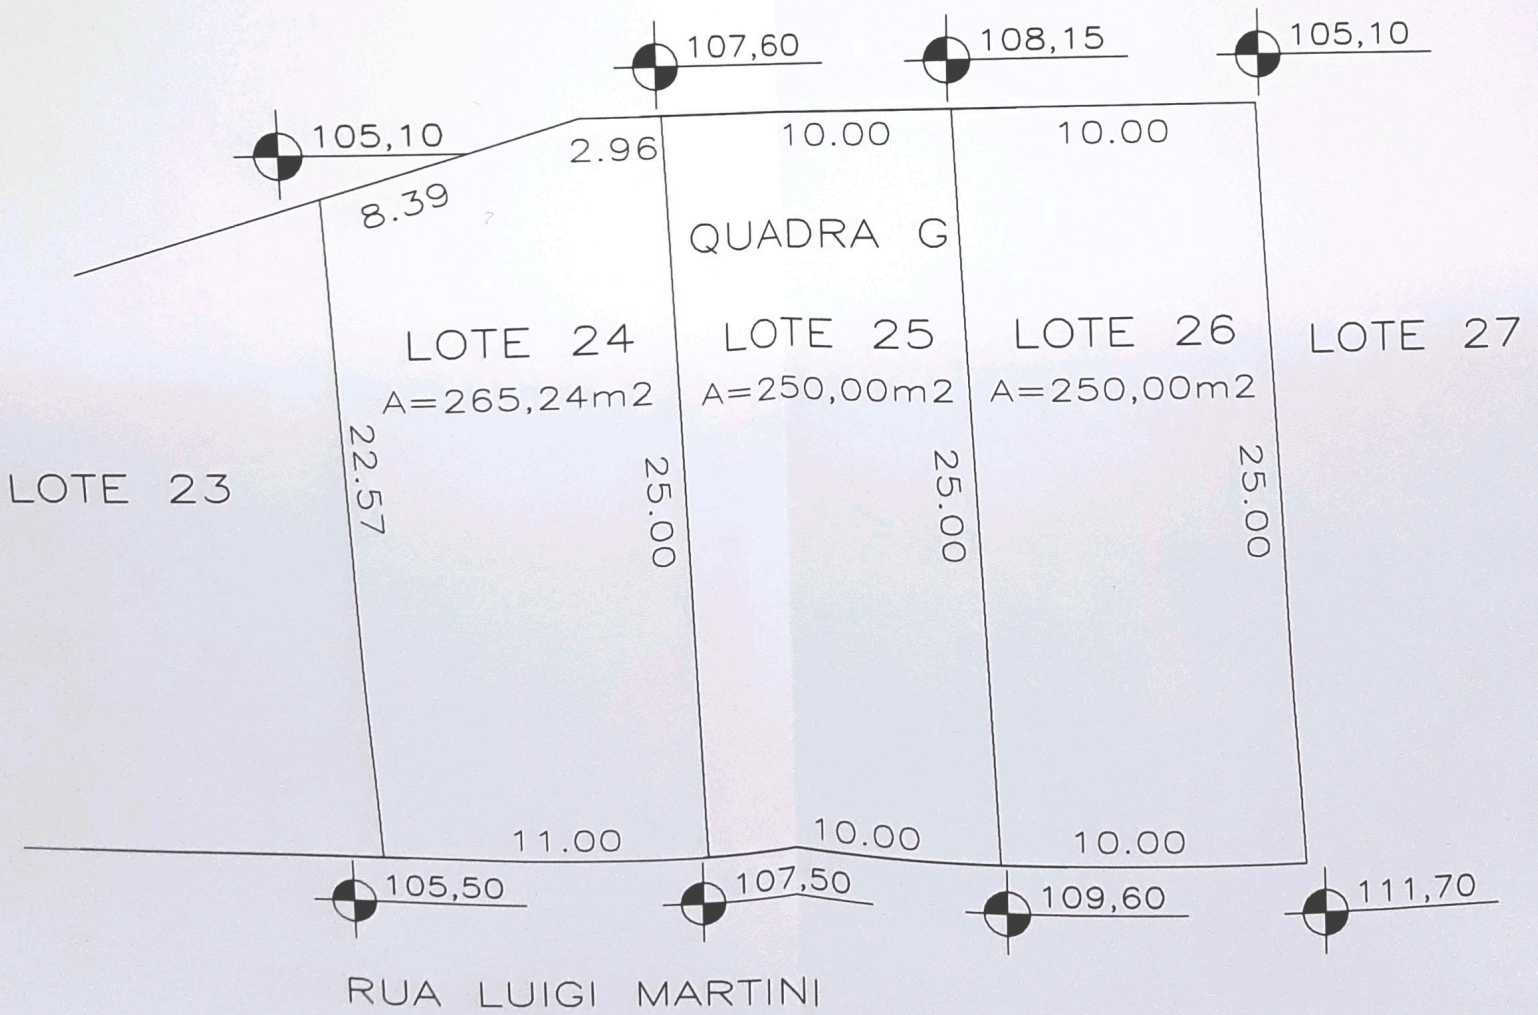 107,60
108,15
105,10
105,10
2.96
10.00
10.00
8.39
QUADRA G
LOTE 24
A=265,24m2
LOTE 25
A=250,00m2
LOTE 26
A=250,00m2
LOTE 27
LOTE 23
22.57
25.00
25.00
25.00
11.00
10.00
10.00
105,50
107,50
109,60
111,70
RUA LUIGI MARTINI